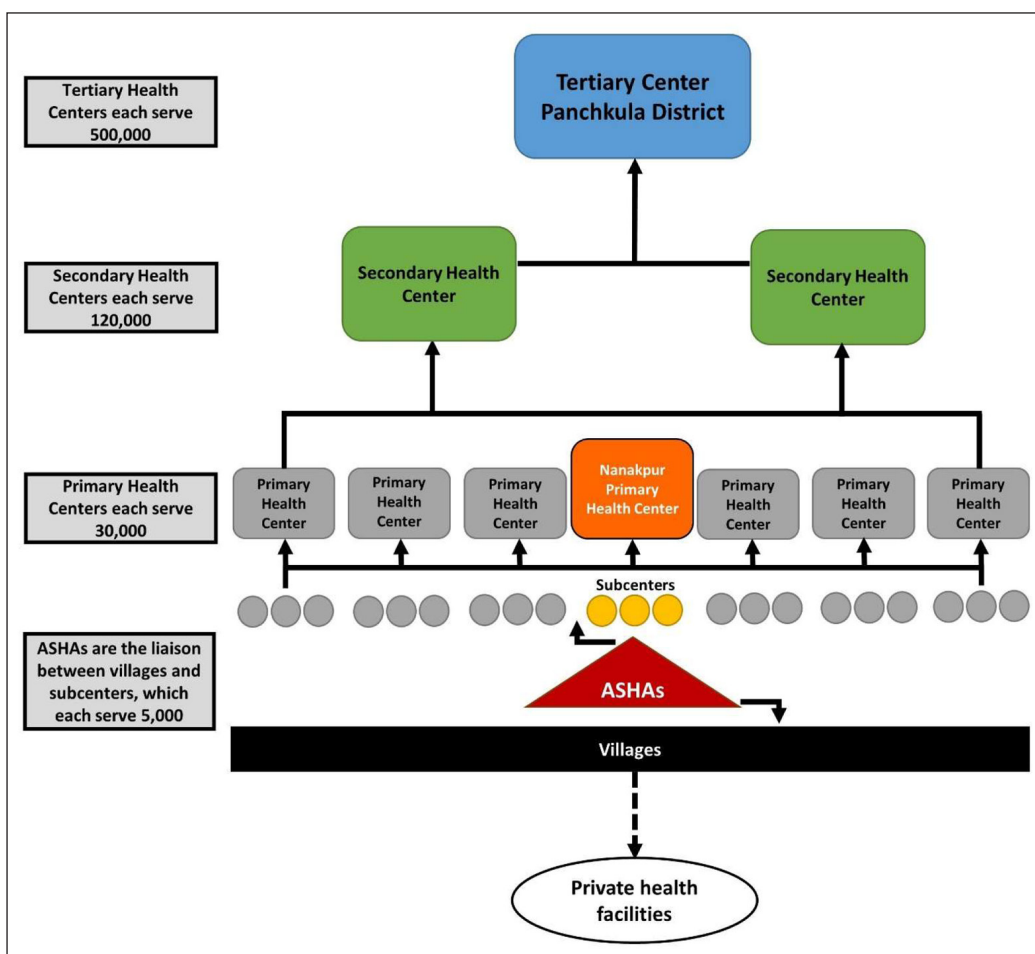 Tertiary Health
Centers each serve
500,000
Tertiary Center
Panchkula District
Secondary Health
Centers each serve
120,000
Secondary Health
Center
Secondary Health
Center
Primary Health
Centers each serve
30,000
Primary
Health
Center
Primary
Health
Center
Primary
Health
Center
Nanakpur
Primary
Health Center
Primary
Health
Center
Primary
Health
Center
Primary
Health
Center
Subcenters
ASHAs are the liaison
between villages and
subcenters, which
each serve 5,000
ASHAs
Villages
Private health
facilities